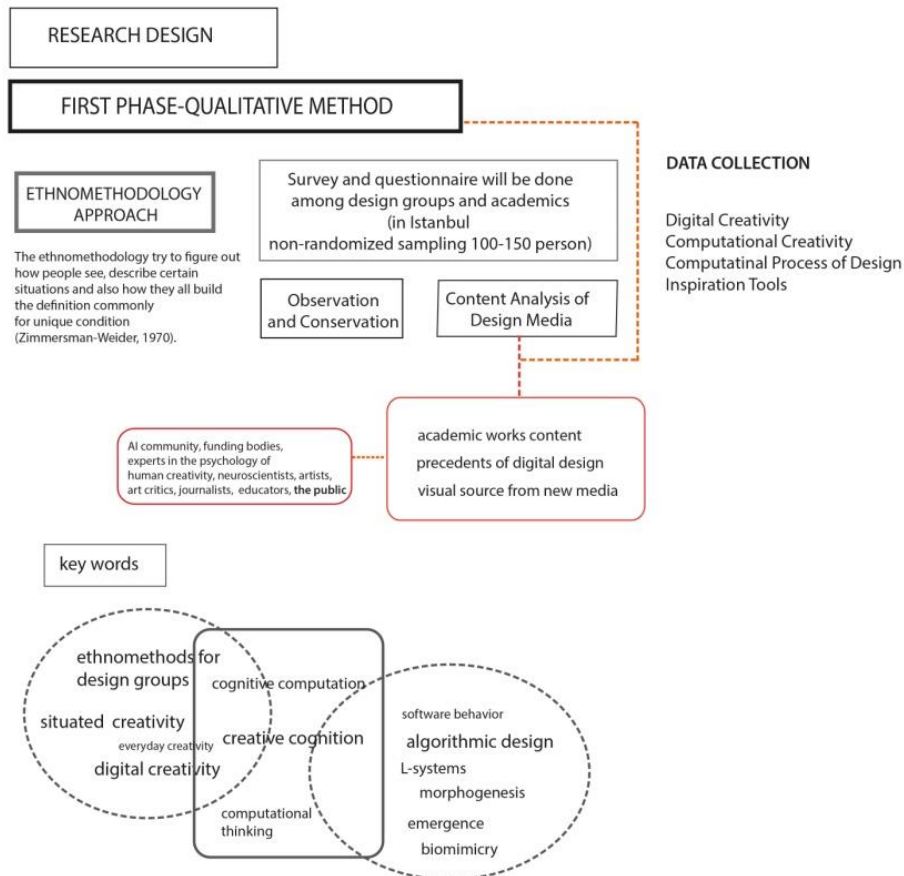 RESEARCH DESIGN
FIRST PHASE-QUALITATIVE METHOD
ETHNOMETHODOLOGY
APPROACH
The ethnomethodology try to figure out
how people see, describe certain
situations and also how they all build
the definition commonly
for unique condition
(Zimmersman-Weider, 1970).
Survey and questionnaire will be done
among design groups and academics
(in Istanbul
non-randomized sampling 100-150 person)
Observation
and Conservation
Content Analysis of
Design Media
DATA COLLECTION
Digital Creativity
Computational Creativity
Computatinal Process of Design
Inspiration Tools
AI community, funding bodies,
experts in the psychology of
human creativity, neuroscientists, artists,
art critics, journalists, educators, the public
academic works content
precedents of digital design
visual source from new media
key words
ethnomethods for
design groups
situated creativity
everyday creativity
digital creativity
cognitive computation
creative cognition
computational
thinking
software behavior
algorithmic design
L-systems
morphogenesis
emergence
biomimicry